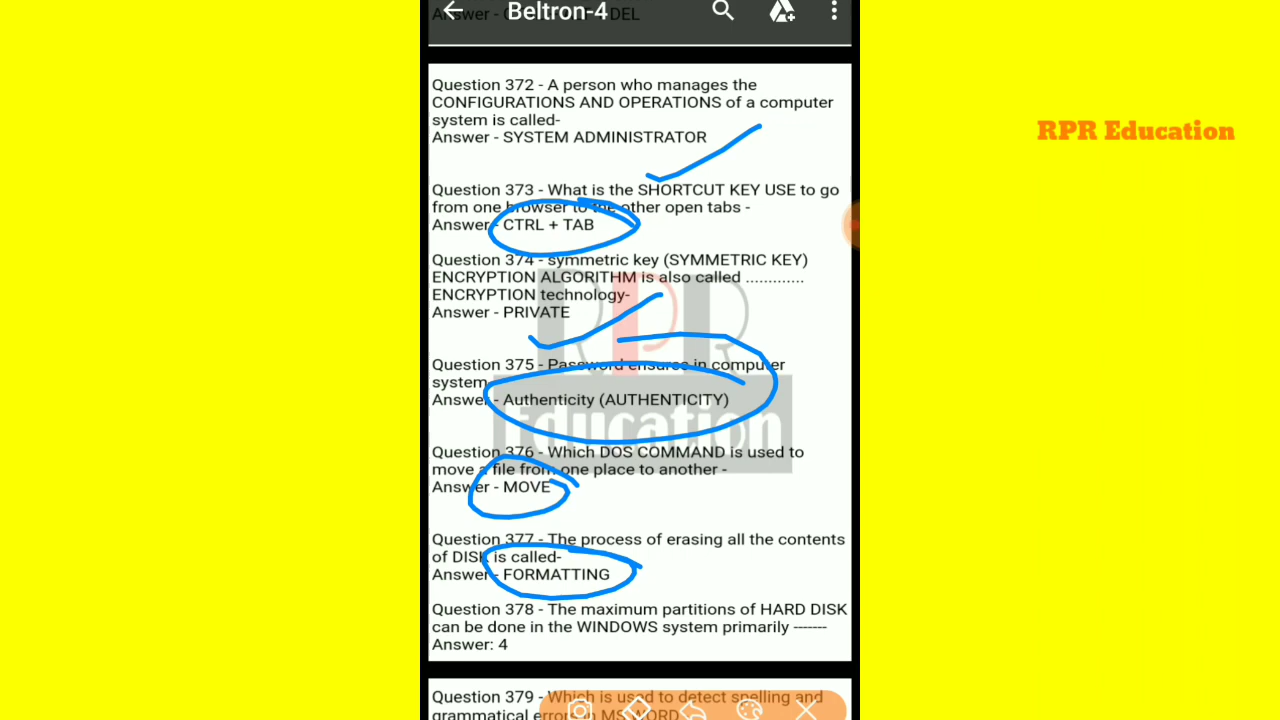 Answer - DEL
Beltron-4
Question 372 - A person who manages the
CONFIGURATIONS AND OPERATIONS of a computer
system is called-
Answer - SYSTEM ADMINISTRATOR
RPR Education
Question 373 - What is the SHORTCUT KEY USE to go
from one browser to the other open tabs -
Answer - CTRL + TAB
Question 374 - symmetric key (SYMMETRIC KEY)
ENCRYPTION ALGORITHM is also called .............
ENCRYPTION technology-
Answer - PRIVATE
RPR
Question 375 - Password ensures in computer
system
Answer - Authenticity (AUTHENTICITY)
Education
Question 376 - Which DOS COMMAND is used to
move a file from one place to another -
Answer - MOVE
Question 377 - The process of erasing all the contents
of DISK is called-
Answer - FORMATTING
Question 378 - The maximum partitions of HARD DISK
can be done in the WINDOWS system primarily -------
Answer: 4
Question 379 - Which is used to detect spelling and
grammatical errors in MS WORD